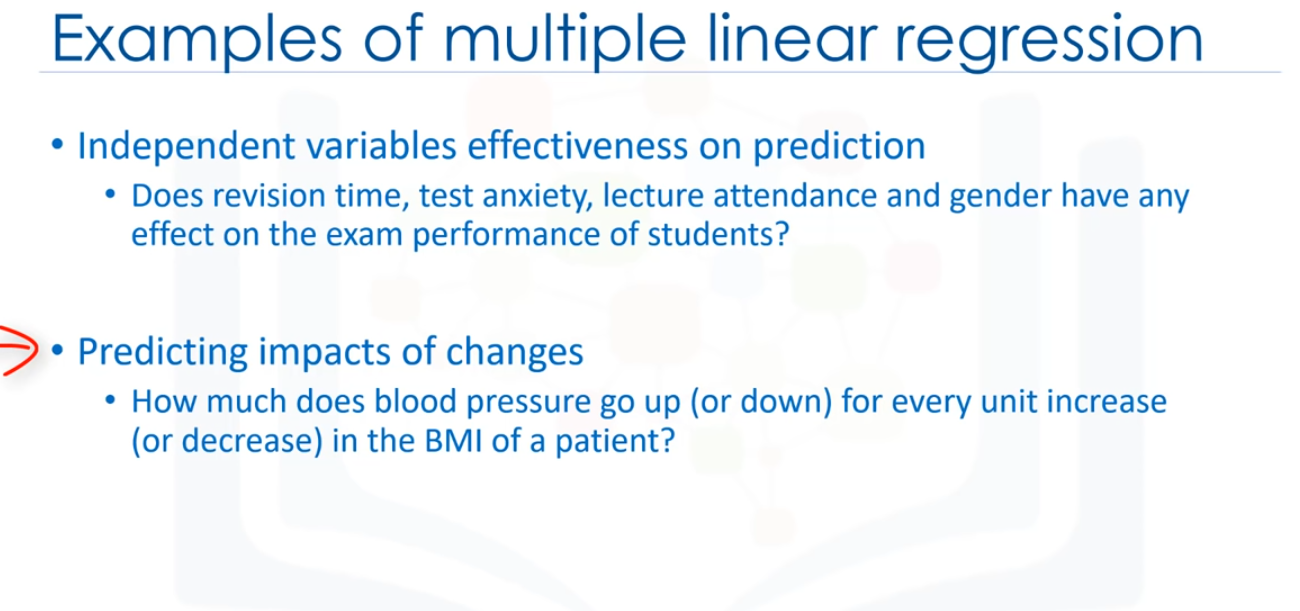 Examples of multiple linear regression
• Independent variables effectiveness on prediction
• Does revision time, test anxiety, lecture attendance and gender have any
effect on the exam performance of students?
• Predicting impacts of changes
• How much does blood pressure go up (or down) for every unit increase
(or decrease) in the BMI of a patient?